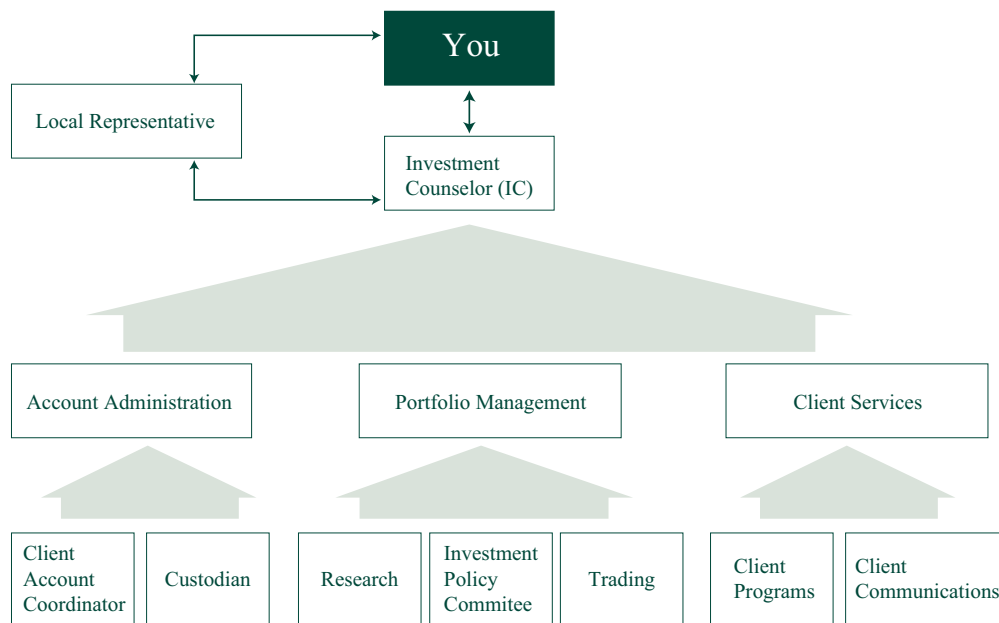 You
Local Representative
Investment
Counselor (IC)
Account Administration
Portfolio Management
Client Services
Client
Account
Coordinator
Custodian
Research
Investment
Policy
Commitee
Trading
Client
Programs
Client
Communications